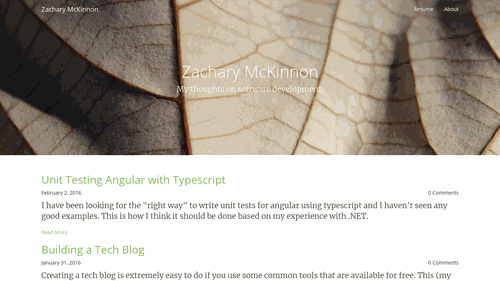 Zachary McKinnon
Resume About
Zachary McKinnon
My thoughts on software development.
Unit Testing Angular with Typescript
February 2, 2016 0 Comments
I have been looking for the "right way" to write unit tests for angular using typescript and I haven't seen any
good examples. This is how I think it should be done based on my experience with .NET.
Read More
Building a Tech Blog
January 31, 2016 0 Comments
Creating a tech blog is extremely easy to do if you use some common tools that are available for free. This (my